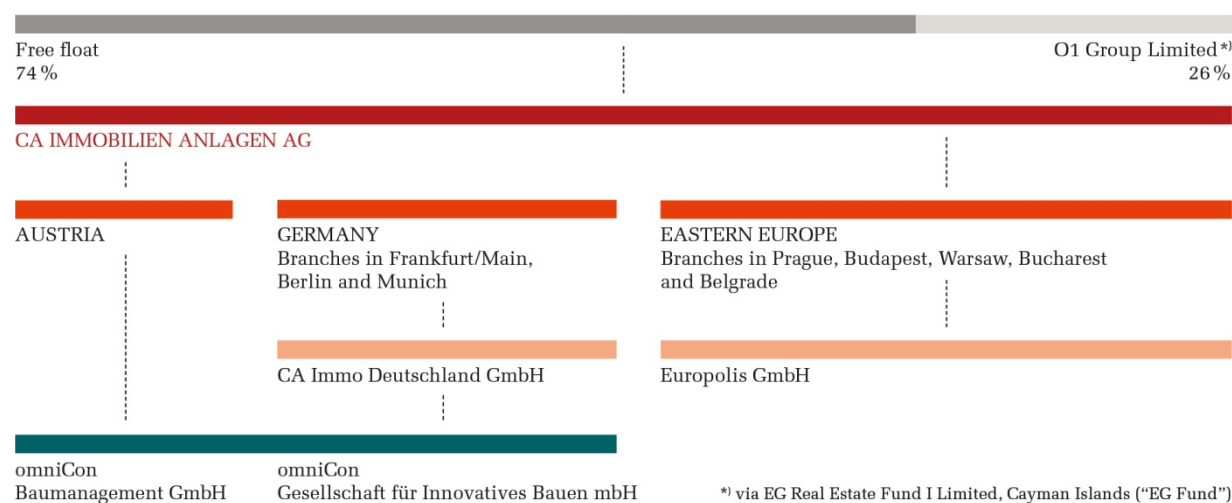 Free float
74 %
O1 Group Limited *)
26 %
CA IMMOBILIEN ANLAGEN AG
AUSTRIA
GERMANY
Branches in Frankfurt/Main,
Berlin and Munich
EASTERN EUROPE
Branches in Prague, Budapest, Warsaw, Bucharest
and Belgrade
CA Immo Deutschland GmbH
Europolis GmbH
omniCon
Baumanagement GmbH
omniCon
Gesellschaft für Innovatives Bauen mbH
*) via EG Real Estate Fund I Limited, Cayman Islands (“EG Fund”)